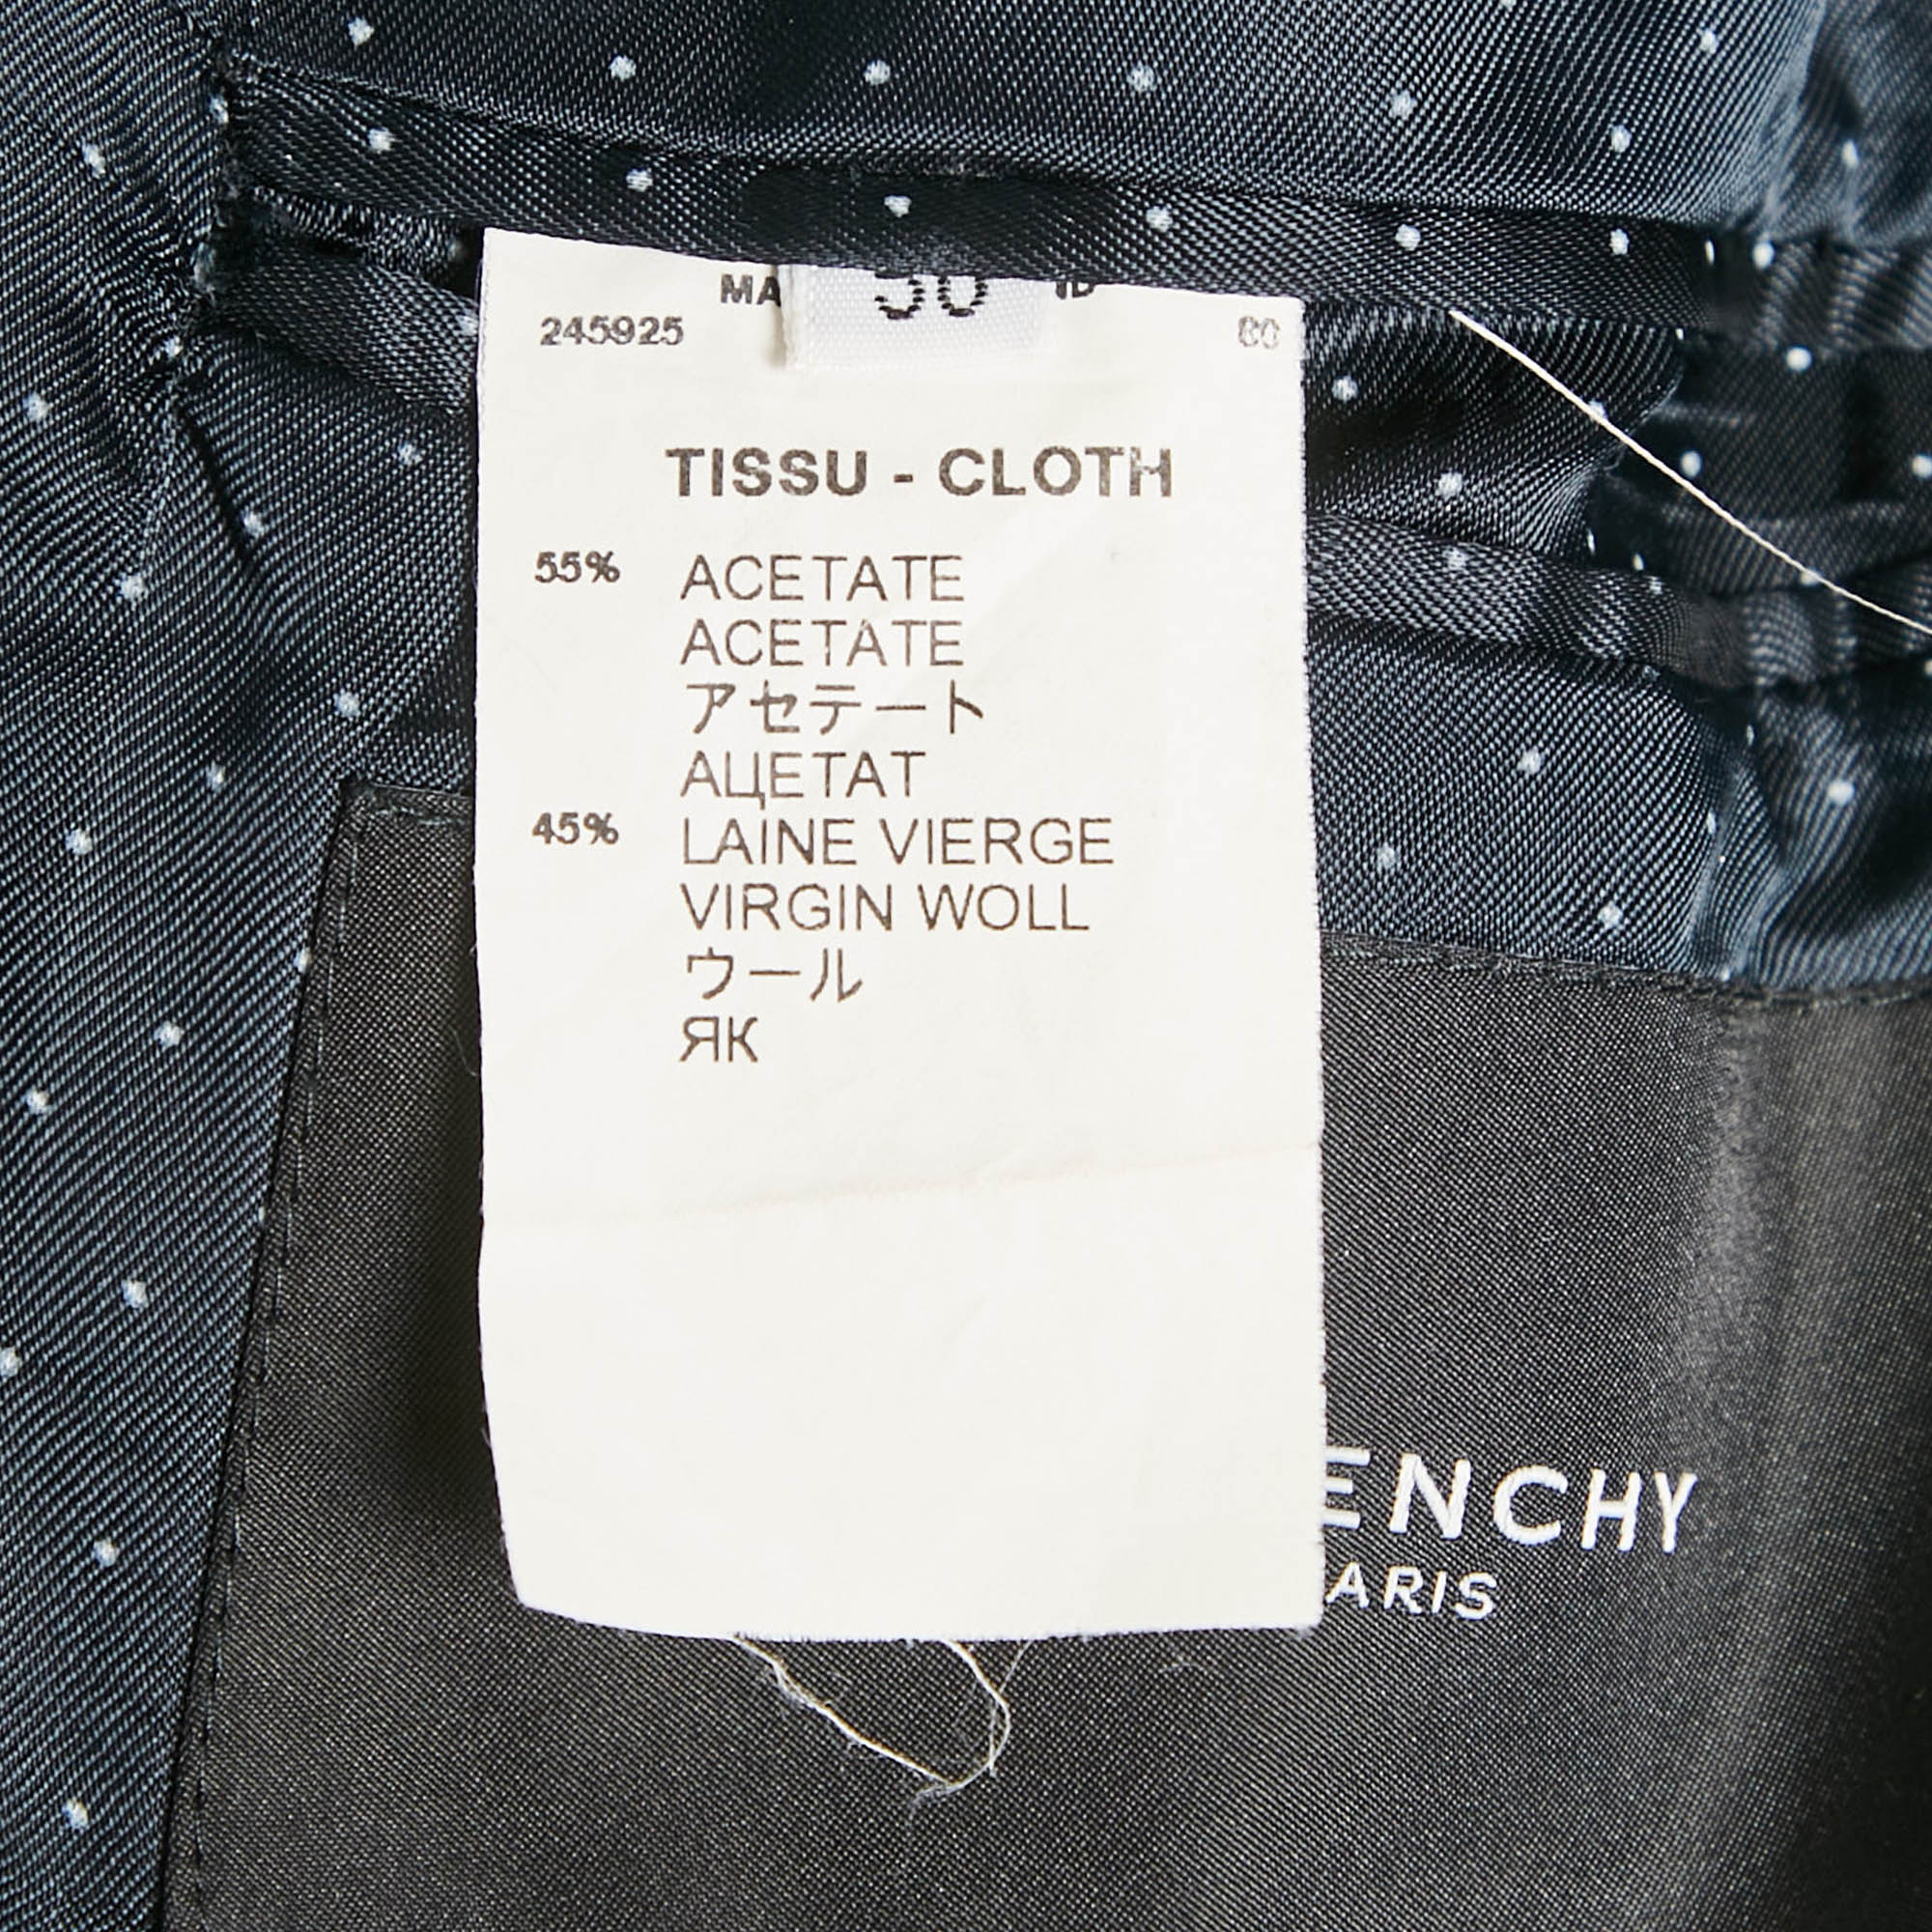 245925
TISSU - CLOTH
55% ACETATE
ACETATE
アセテート
АЦЕТАТ
45% LAINE VIERGE
VIRGIN WOLL
ウール
ЯК
ENCHY
ARIS